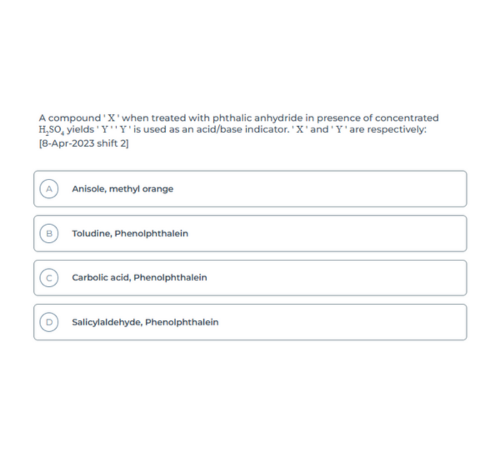 A compound ' X ' when treated with phthalic anhydride in presence of concentrated
H₂SO₄ yields ' Y ' ' Y ' is used as an acid/base indicator. ' X ' and ' Y ' are respectively:
[8-Apr-2023 shift 2]
A Anisole, methyl orange
B Toludine, Phenolphthalein
C Carbolic acid, Phenolphthalein
D Salicylaldehyde, Phenolphthalein